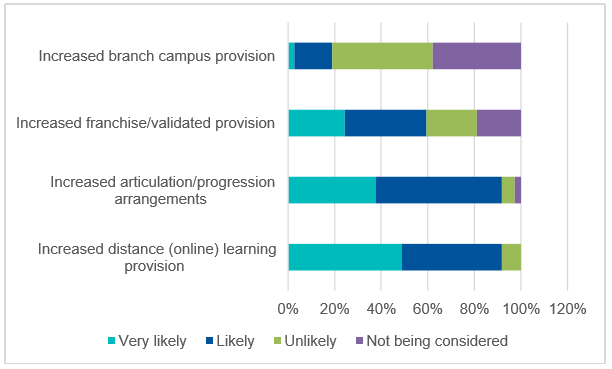 Increased branch campus provision
Increased franchise/validated provision
Increased articulation/progression
arrangements
Increased distance (online) learning
provision
0% 20% 40% 60% 80% 100% 120%
Very likely Likely Unlikely Not being considered